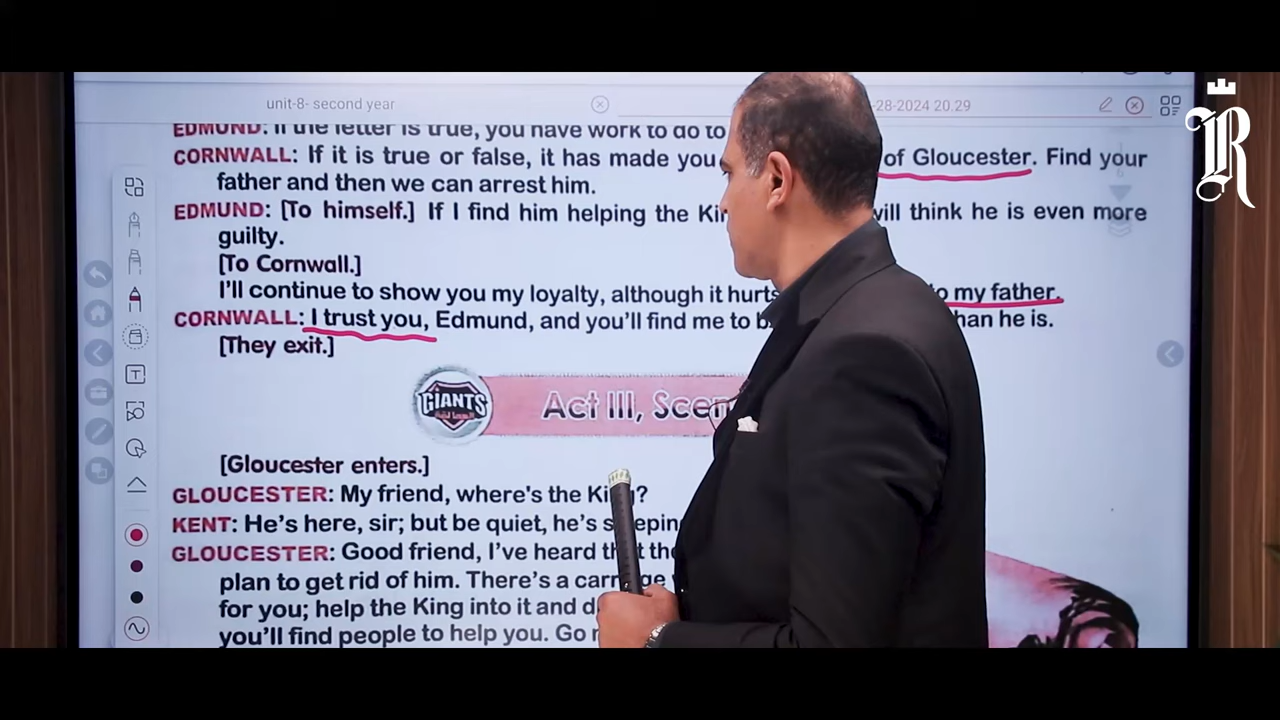 unit-8- second year
-28-2024 20.29
EDMUND: If the letter is true, you have work to do to
CORNWALL: If it is true or false, it has made you of Gloucester. Find your
father and then we can arrest him.
EDMUND: [To himself.] If I find him helping the will think he is even more
guilty.
[To Cornwall.]
I'll continue to show you my loyalty, although it hurts to my father.
CORNWALL: I trust you, Edmund, and you'll find me to than he is.
[They exit.]
GIANTS
Act III,
[Gloucester enters.]
GLOUCESTER: My friend, where's the King?
KENT: He's here, sir; but be quiet, he's
GLOUCESTER: Good friend, I've heard that
plan to get rid of him. There's a carriage
for you; help the King into it and
you'll find people to help you. Go
R